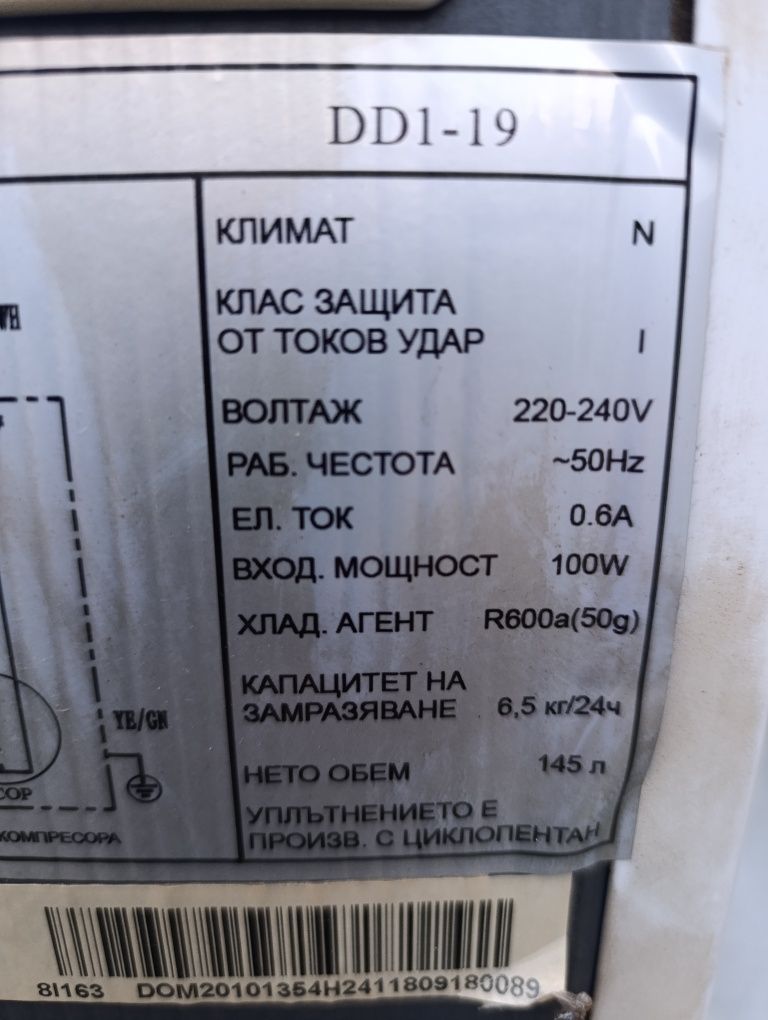 DD1-19
КЛИМАТ N
КЛАС ЗАЩИТА
ОТ ТОКОВ УДАР I
ВОЛТАЖ 220-240V
РАБ. ЧЕСТОТА ~50Hz
ЕЛ. ТОК 0.6A
ВХОД. МОЩНОСТ 100W
ХЛАД. АГЕНТ R600a(50g)
КАПАЦИТЕТ НА
ЗАМРАЗЯВАНЕ 6,5 кг/24ч
НЕТО ОБЕМ 145 л
УПЛЪТНЕНИЕТО Е
ПРОИЗВ. С ЦИКЛОПЕНТАН
YE/GN
КОМПРЕСОРА
8I163 DOM20101354H2411809180089